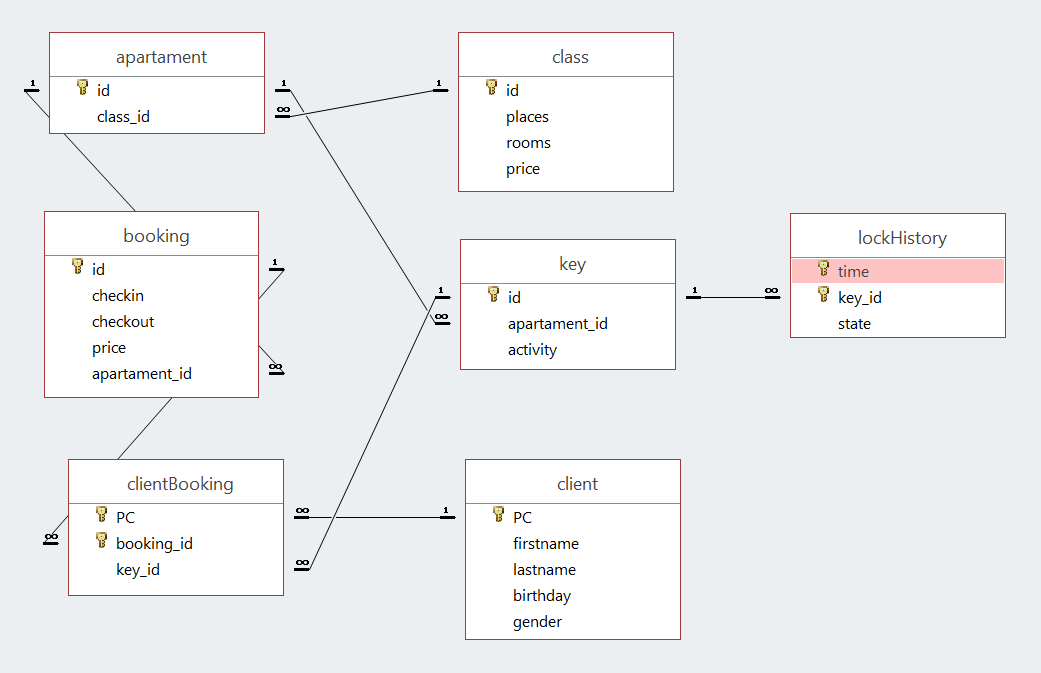 apartament
id
class_id
class
id
places
rooms
price
booking
id
checkin
checkout
price
apartament_id
key
id
apartament_id
activity
lockHistory
time
key_id
state
clientBooking
PC
booking_id
key_id
client
PC
firstname
lastname
birthday
gender
1
1
∞
1
1
∞
1
∞
1
∞
∞
∞
1
∞